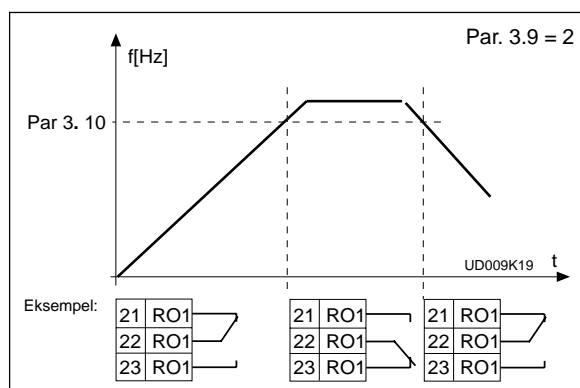 Par. 3.9 = 2
f[Hz]
Par 3. 10
UD009K19
t
Eksempel:
21 RO1 21 RO1 21 RO1
22 RO1 22 RO1 22 RO1
23 RO1 23 RO1 23 RO1